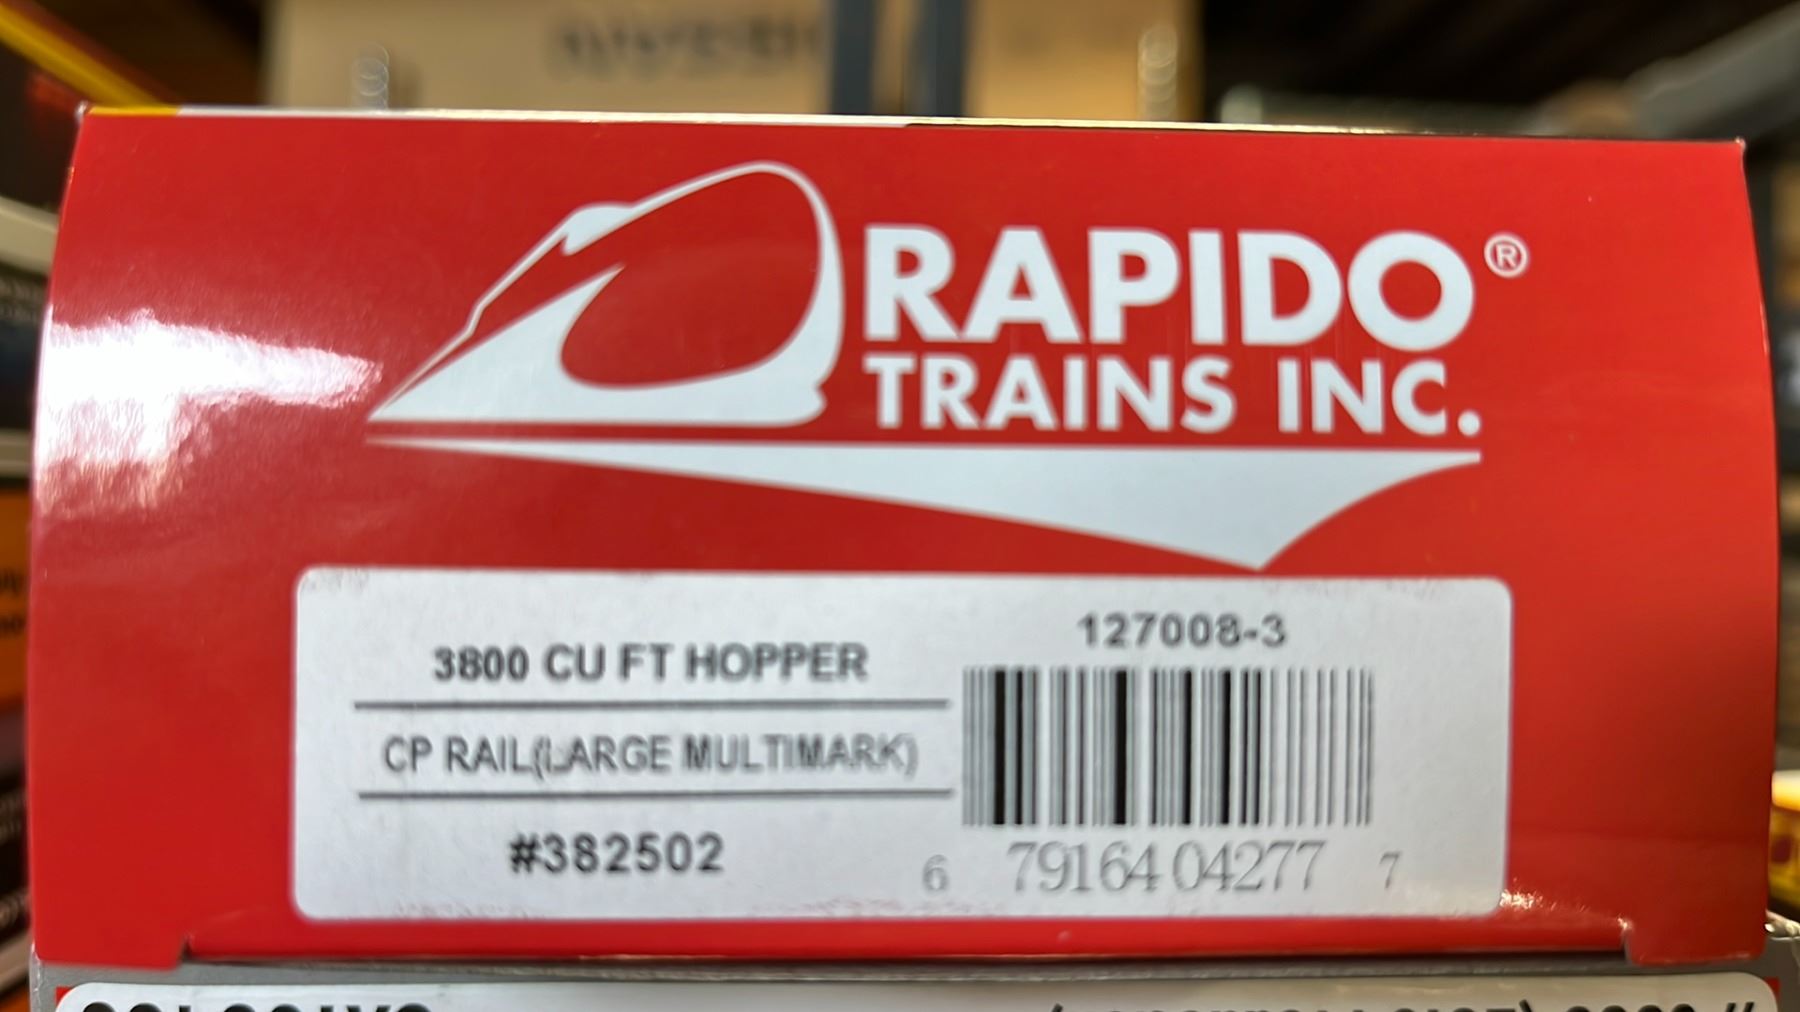 RAPIDO®
TRAINS INC.
127008-3
3800 CU FT HOPPER
CP RAIL(LARGE MULTIMARK)
#382502
6 79164 04277 7